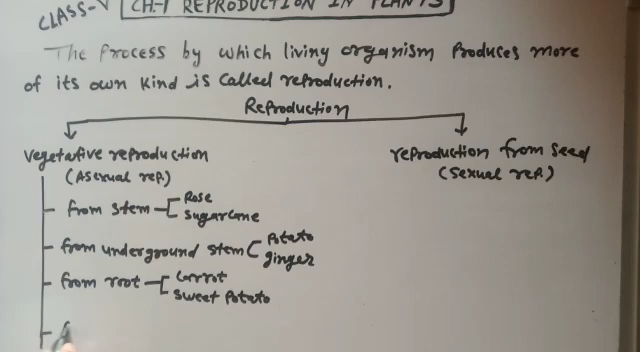 CLASS-V CH-1 REPRODUCTION IN PLANTS
The Process by which living organism Produces more
of its own Kind is Called reproduction.
Reproduction
Vegetative reproduction
(Asexual rep.)
reproduction from seed
(Sexual rep.)
from stem
Rose
Sugarcane
from underground stem
Potato
ginger
from root
Carrot
Sweet Potato